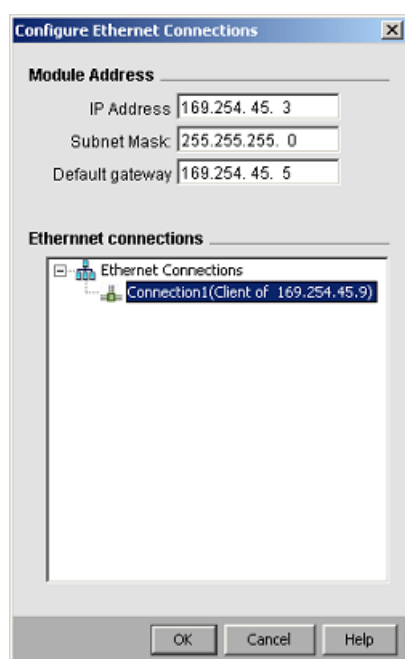 Configure Ethernet Connections
Module Address
IP Address 169.254. 45. 3
Subnet Mask: 255.255.255. 0
Default gateway 169.254. 45. 5
Ethernnet connections
Ethernet Connections
Connection1(Client of 169.254.45.9)
OK Cancel Help